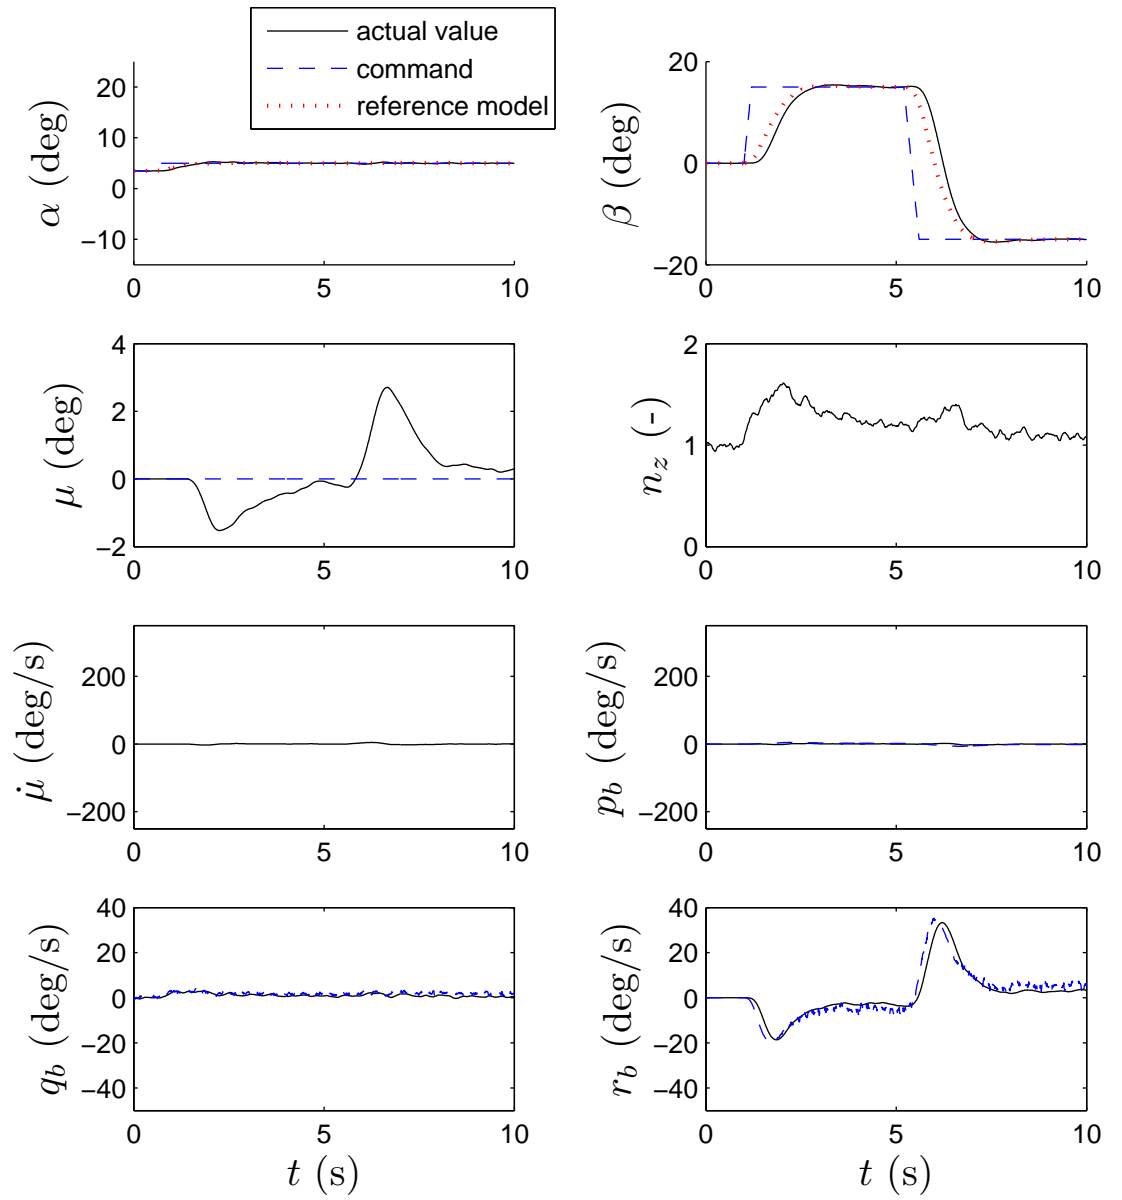 actual value
command
reference model
20
10
0
−10
α (deg)
0 5 10
20
0
−20
β (deg)
0 5 10
4
2
0
−2
μ (deg)
0 5 10
2
1
0
n_z (-)
0 5 10
200
0
−200
μ̇ (deg/s)
0 5 10
200
0
−200
p_b (deg/s)
0 5 10
40
20
0
−20
−40
q_b (deg/s)
0 5 10
t (s)
40
20
0
−20
−40
r_b (deg/s)
0 5 10
t (s)